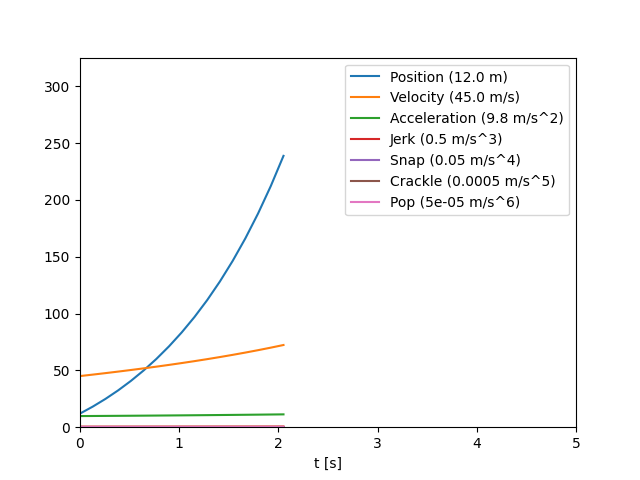 300
250
200
150
100
50
0
0 1 2 3 4 5
t [s]
Position (12.0 m)
Velocity (45.0 m/s)
Acceleration (9.8 m/s^2)
Jerk (0.5 m/s^3)
Snap (0.05 m/s^4)
Crackle (0.0005 m/s^5)
Pop (5e-05 m/s^6)